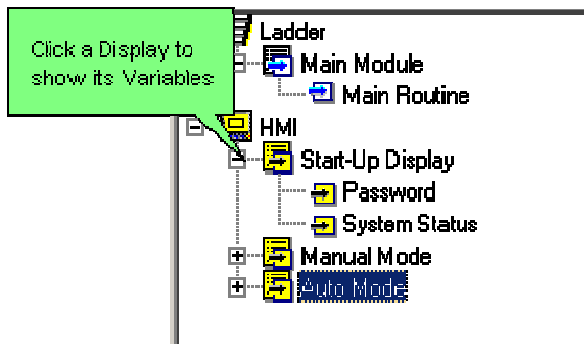 Click a Display to
show its Variables
Ladder
Main Module
Main Routine
HMI
Start-Up Display
Password
System Status
Manual Mode
Auto Mode